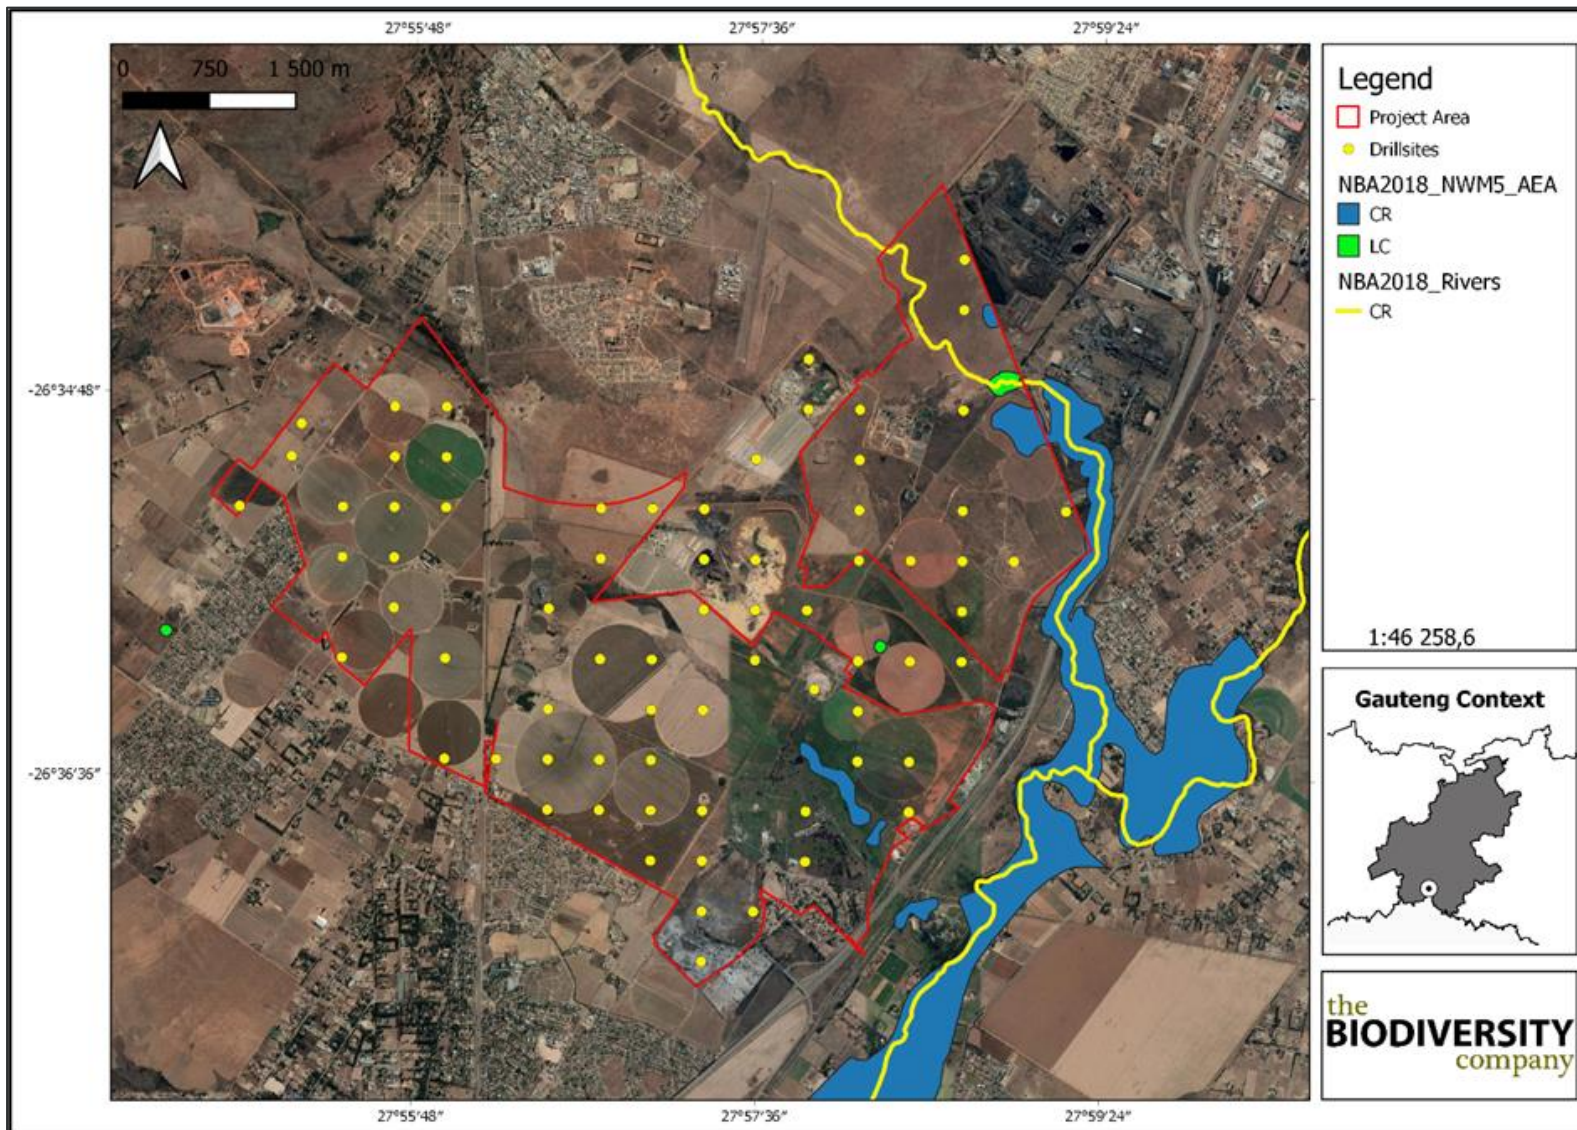 27°55'48" 27°57'36" 27°59'24"
0 750 1 500 m
-26°34'48"
-26°36'36"
27°55'48" 27°57'36" 27°59'24"
Legend
Project Area
Drillsites
NBA2018_NWM5_AEA
CR
LC
NBA2018_Rivers
CR
1:46 258,6
Gauteng Context
the
BIODIVERSITY
company